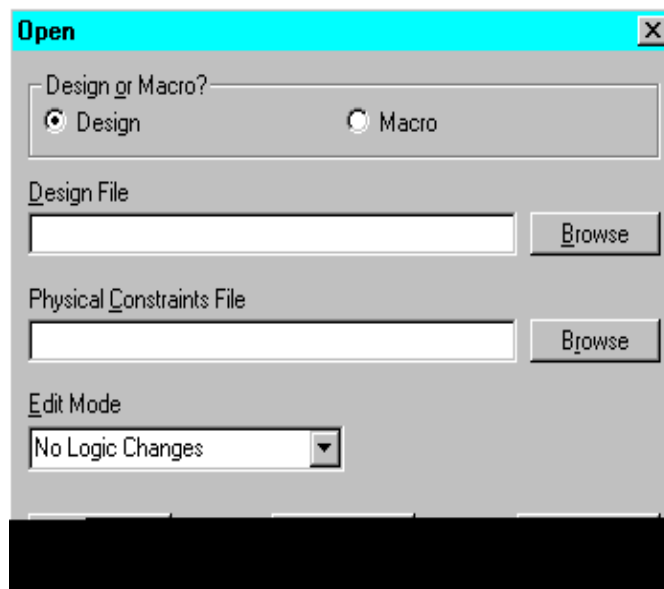 Open
Design or Macro?
Design Macro
Design File
Browse
Physical Constraints File
Browse
Edit Mode
No Logic Changes